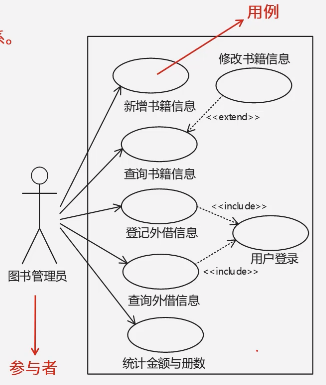 用例
系。
修改书籍信息
新增书籍信息
<<extend>>
查询书籍信息
<<include>>
登记外借信息
用户登录
<<include>>
图书管理员
查询外借信息
统计金额与册数
参与者